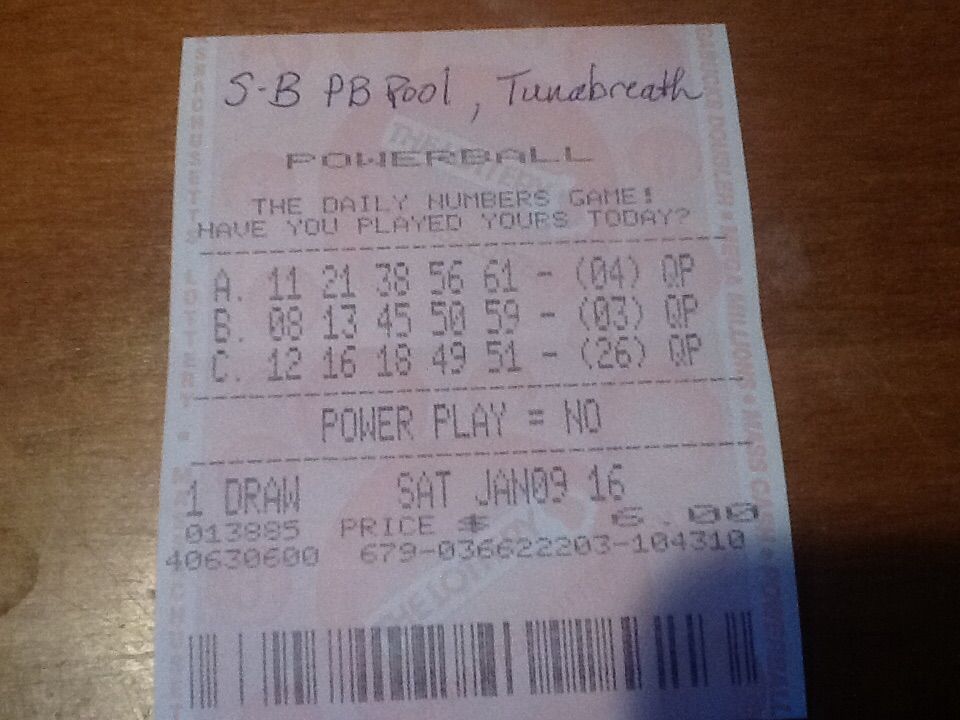 S-B PB Pool, Tunabreath
POWERBALL
THE DAILY NUMBERS GAME!
HAVE YOU PLAYED YOURS TODAY?
A. 11 21 38 56 61 - (04) QP
B. 08 13 45 50 59 - (03) QP
C. 12 16 18 49 51 - (26) QP
POWER PLAY = NO
1 DRAW SAT JAN09 16
013885 PRICE $ 6.00
40630600 679-036622203-104310